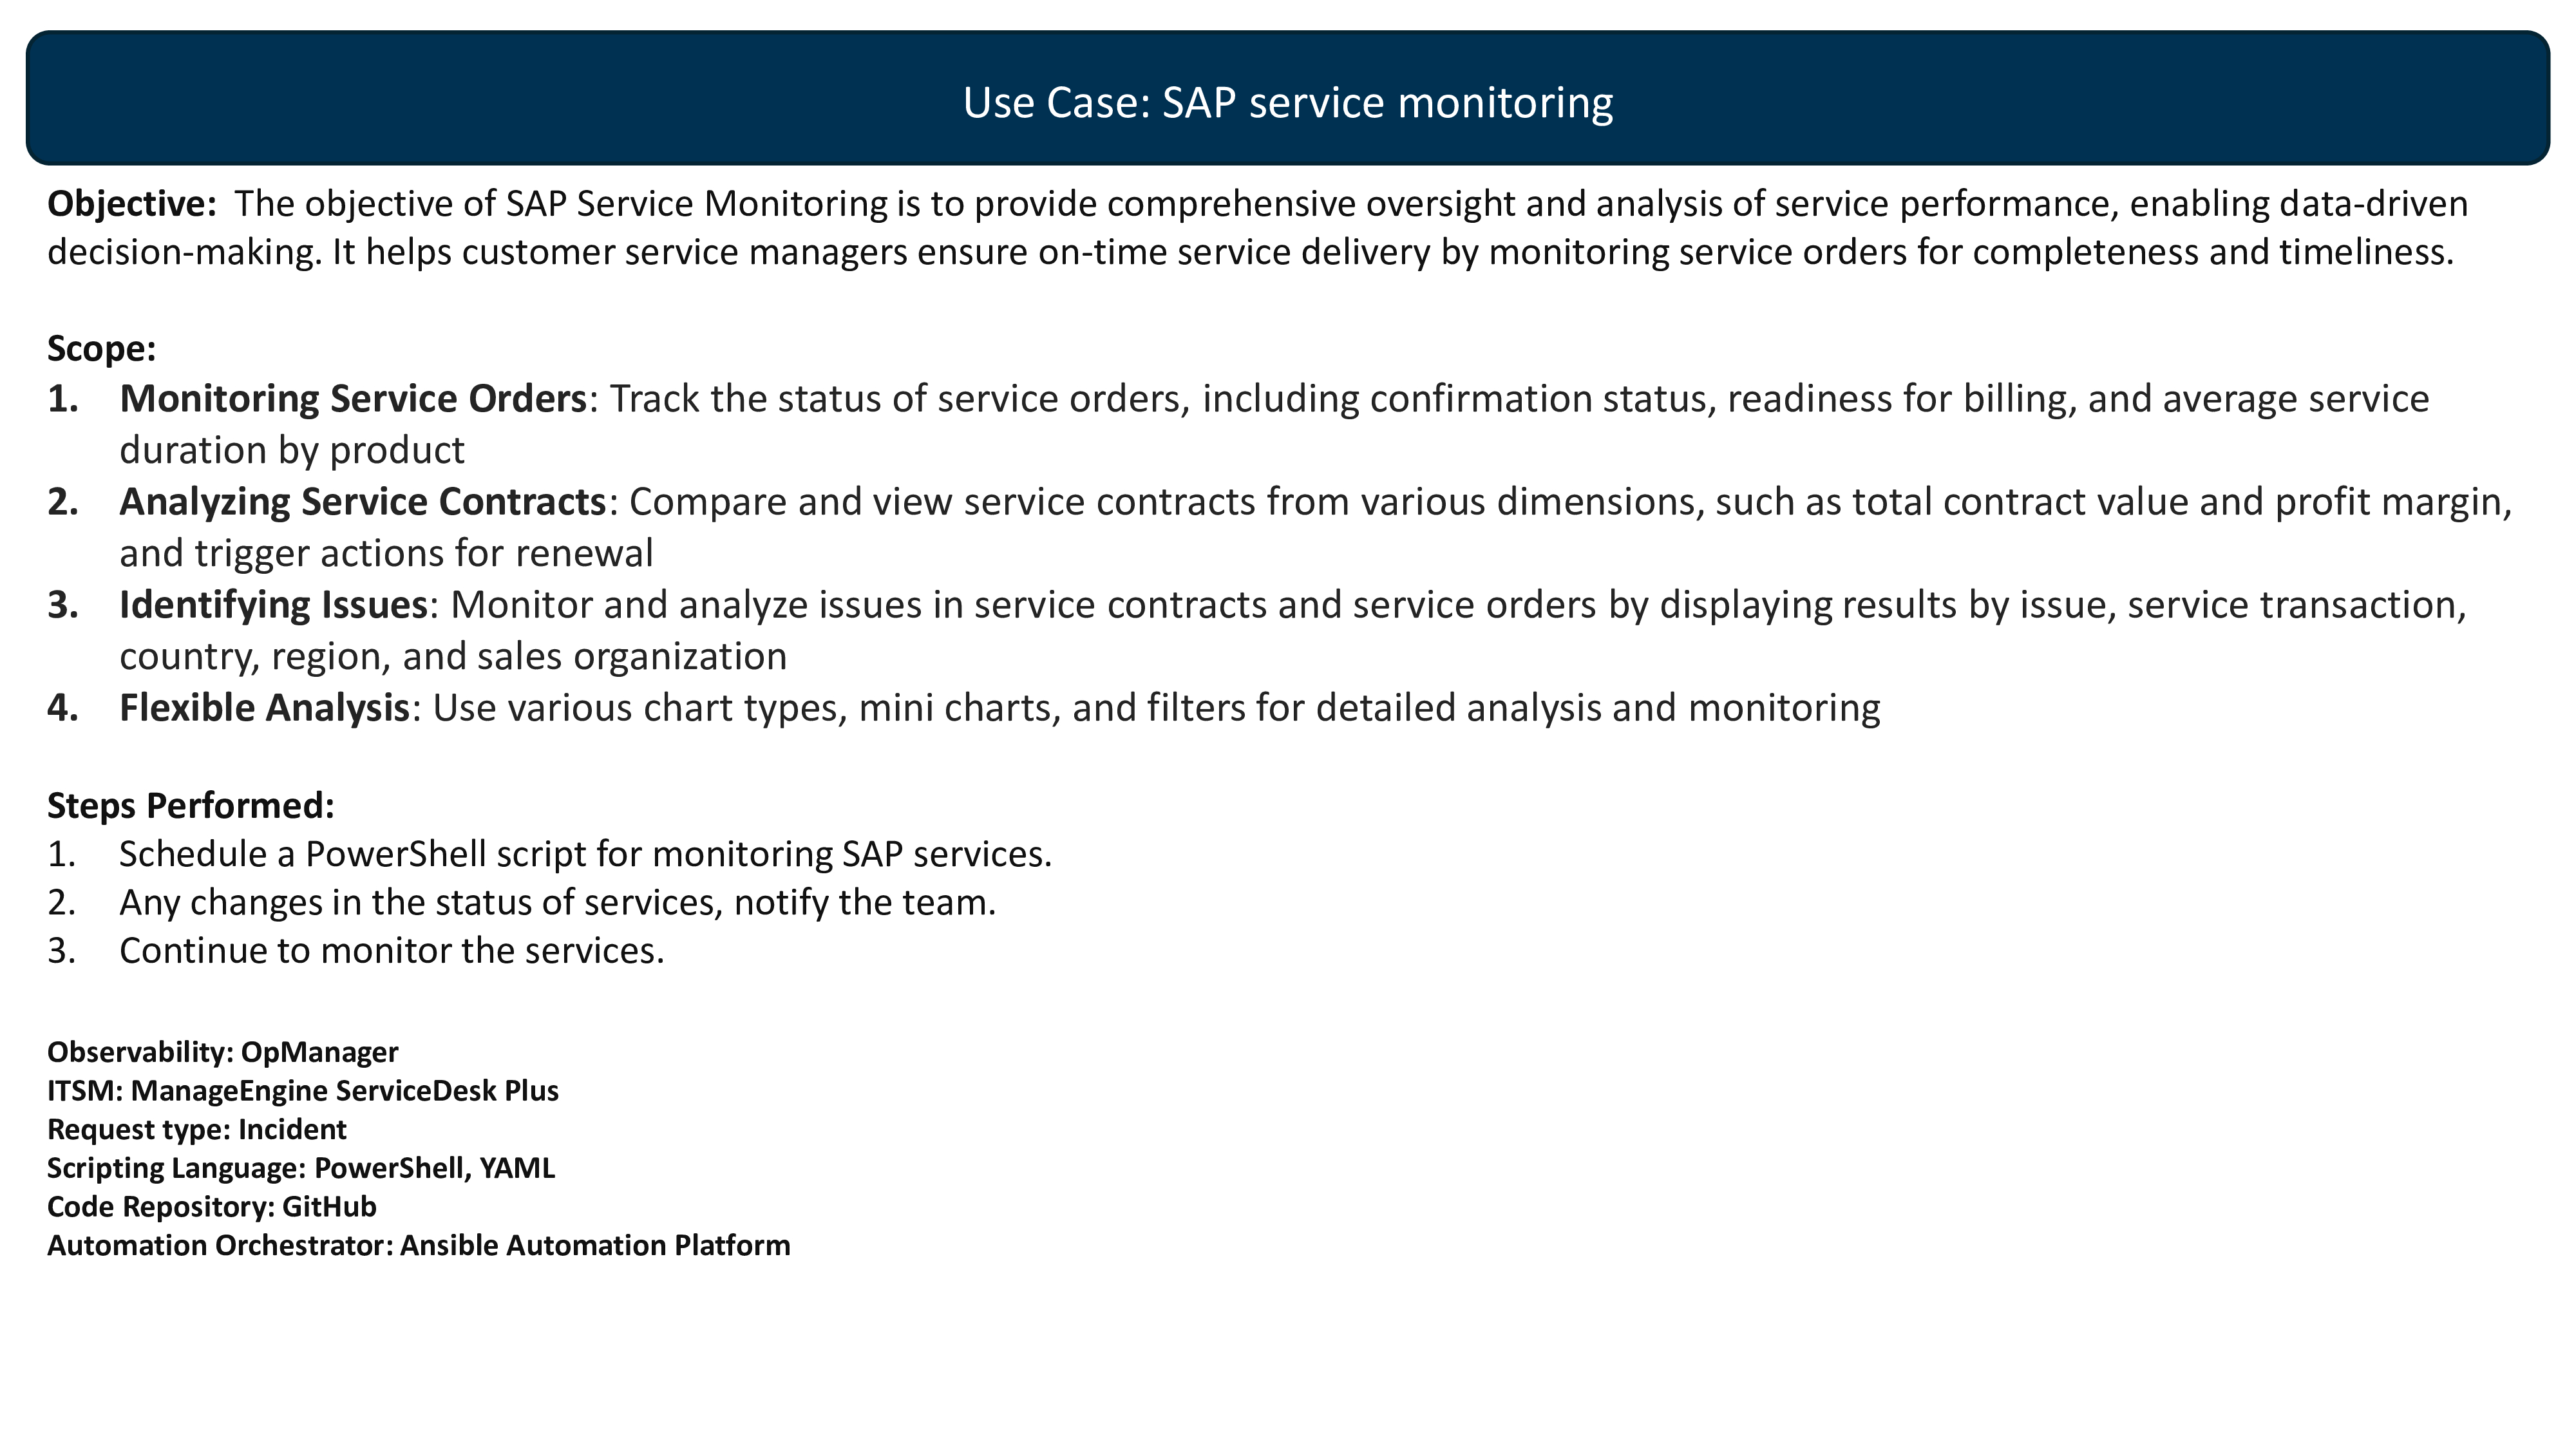 Use Case: SAP service monitoring
Objective:  The objective of SAP Service Monitoring is to provide comprehensive oversight and analysis of service performance, enabling data-driven
decision-making. It helps customer service managers ensure on-time service delivery by monitoring service orders for completeness and timeliness.
Scope:
1. Monitoring Service Orders: Track the status of service orders, including confirmation status, readiness for billing, and average service
duration by product
2. Analyzing Service Contracts: Compare and view service contracts from various dimensions, such as total contract value and profit margin,
and trigger actions for renewal
3. Identifying Issues: Monitor and analyze issues in service contracts and service orders by displaying results by issue, service transaction,
country, region, and sales organization
4. Flexible Analysis: Use various chart types, mini charts, and filters for detailed analysis and monitoring
Steps Performed:
1. Schedule a PowerShell script for monitoring SAP services.
2. Any changes in the status of services, notify the team.
3. Continue to monitor the services.
Observability: OpManager
ITSM: ManageEngine ServiceDesk Plus
Request type: Incident
Scripting Language: PowerShell, YAML
Code Repository: GitHub
Automation Orchestrator: Ansible Automation Platform